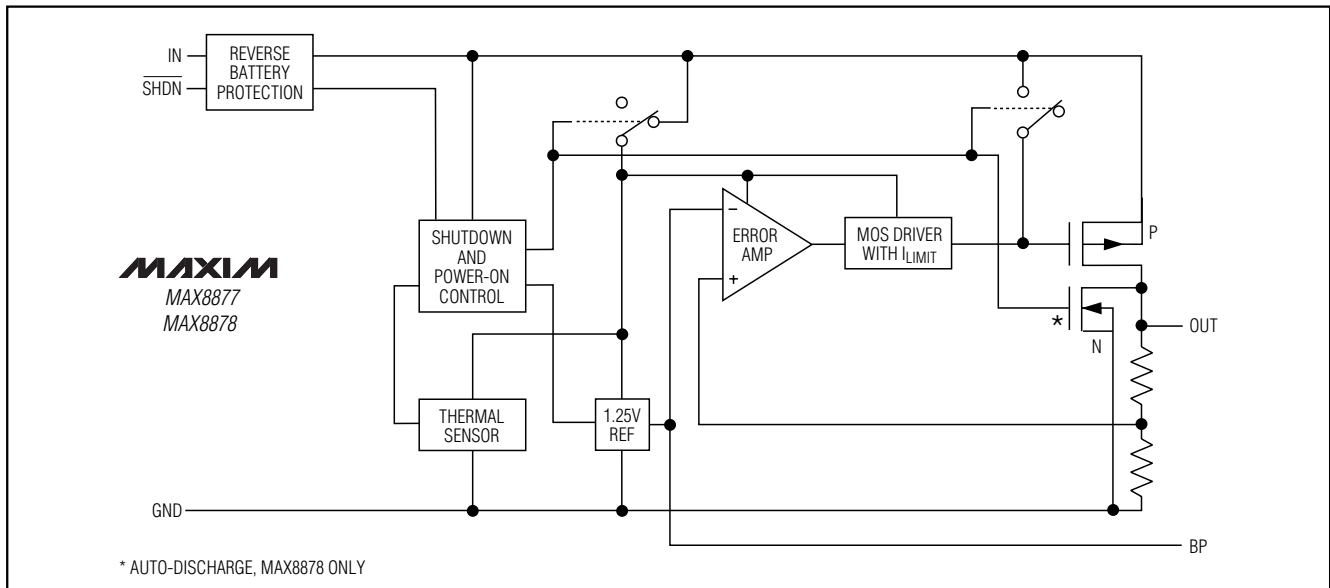 IN
SHDN
REVERSE
BATTERY
PROTECTION
SHUTDOWN
AND
POWER-ON
CONTROL
−
ERROR
AMP
+
MOS DRIVER
WITH ILIMIT
P
MAXIM
MAX8877
MAX8878
*
N
OUT
THERMAL
SENSOR
1.25V
REF
GND
BP
* AUTO-DISCHARGE, MAX8878 ONLY